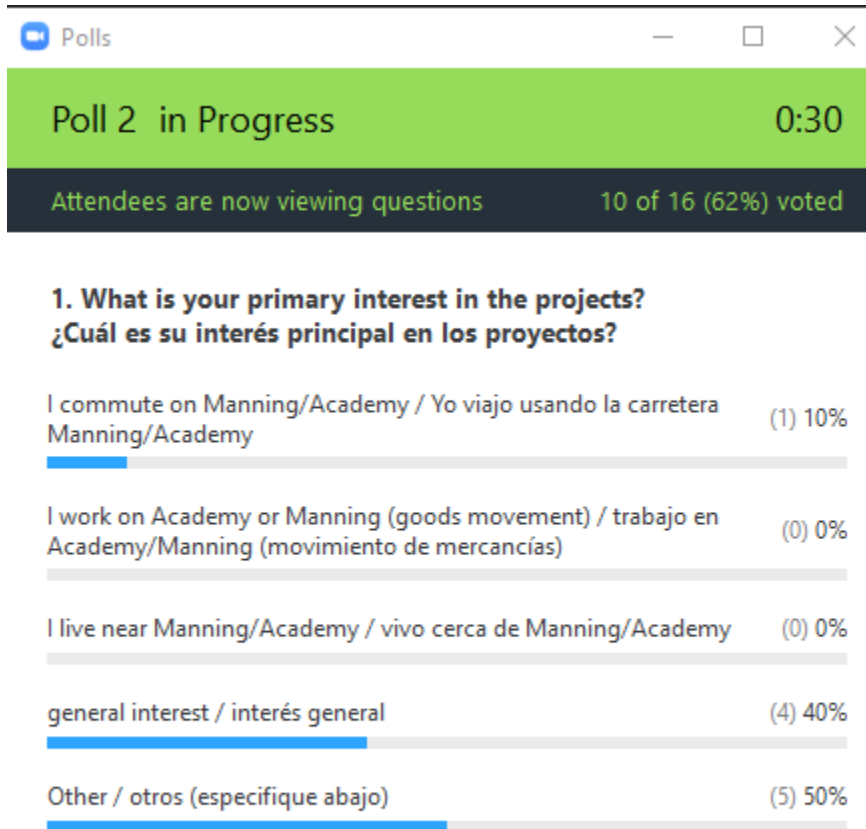 Polls
Poll 2 in Progress 0:30
Attendees are now viewing questions 10 of 16 (62%) voted
1. What is your primary interest in the projects?
¿Cuál es su interés principal en los proyectos?
I commute on Manning/Academy / Yo viajo usando la carretera
Manning/Academy
(1) 10%
I work on Academy or Manning (goods movement) / trabajo en
Academy/Manning (movimiento de mercancías)
(0) 0%
I live near Manning/Academy / vivo cerca de Manning/Academy (0) 0%
general interest / interés general (4) 40%
Other / otros (especifique abajo) (5) 50%